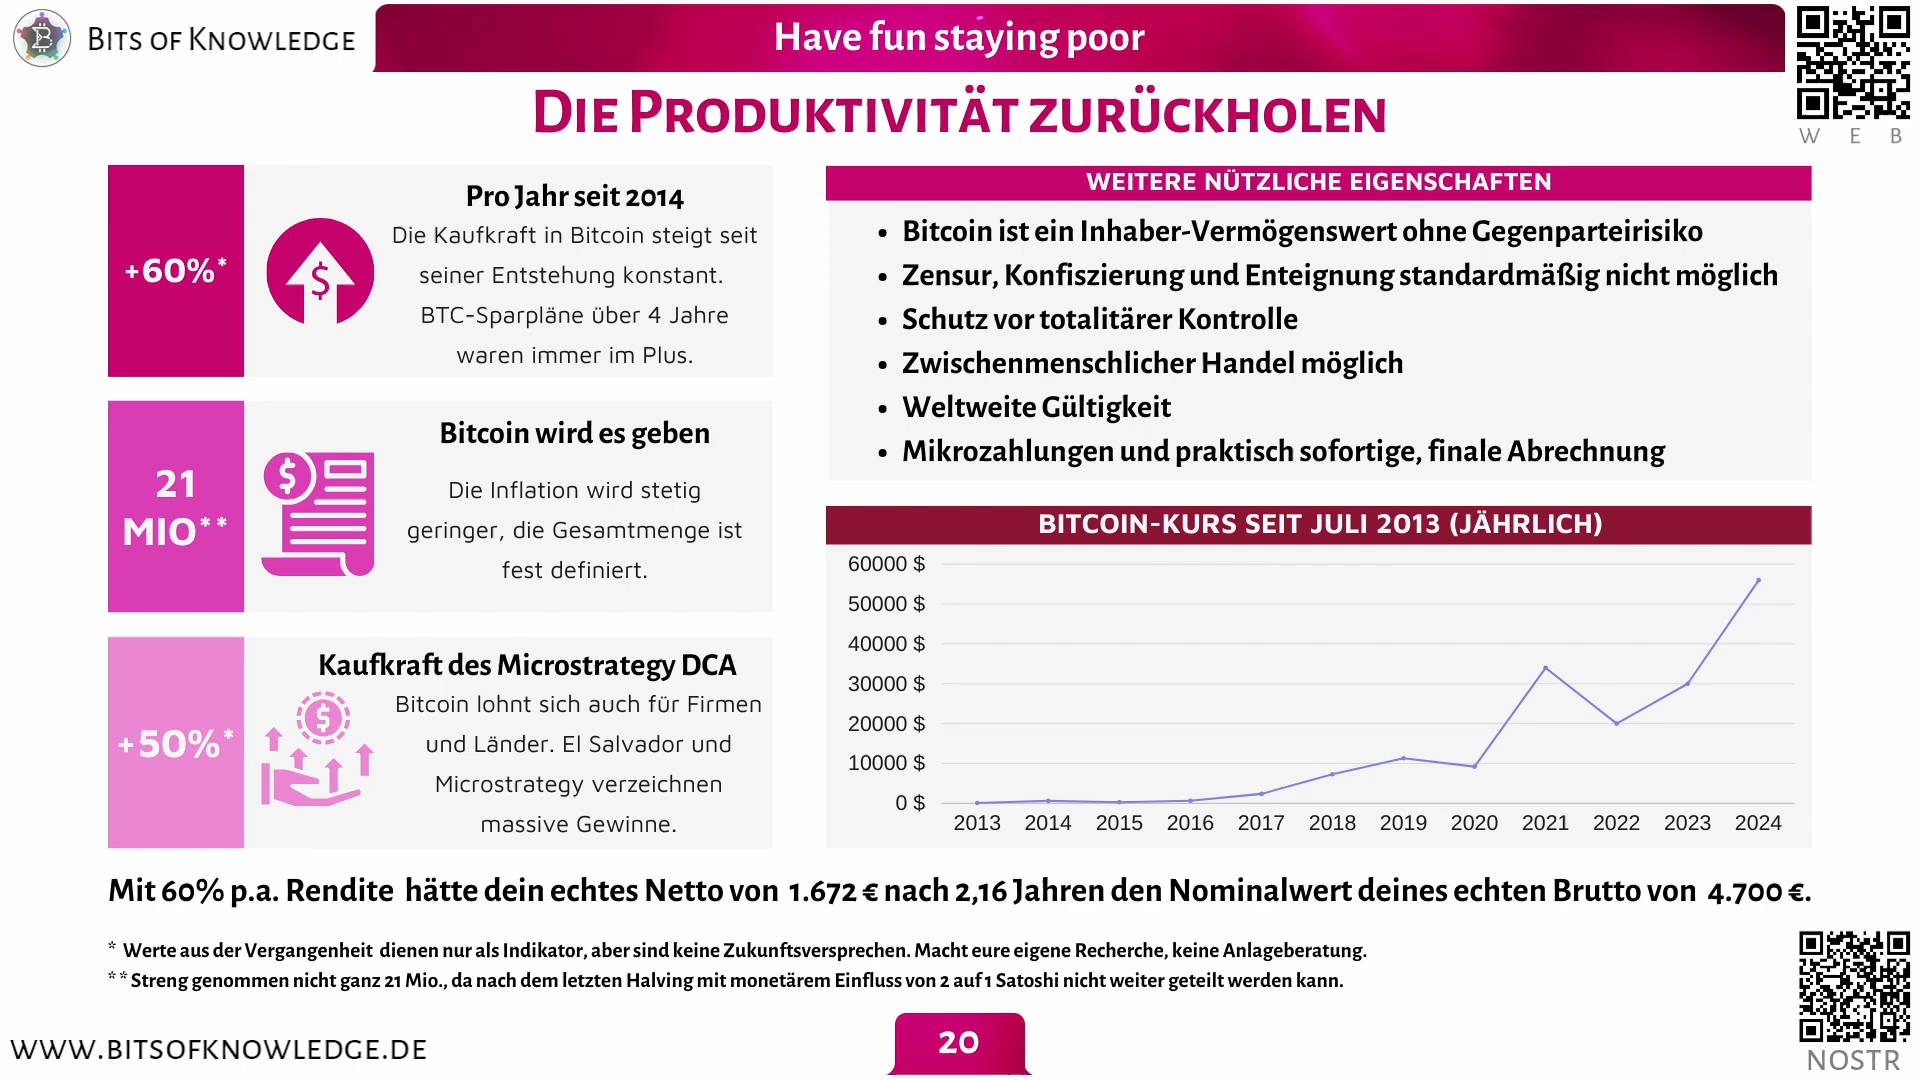 BITS OF KNOWLEDGE
Have fun staying poor
WEB
DIE PRODUKTIVITÄT ZURÜCKHOLEN
+60%*
Pro Jahr seit 2014
Die Kaufkraft in Bitcoin steigt seit
seiner Entstehung konstant.
BTC-Sparpläne über 4 Jahre
waren immer im Plus.
21
MIO**
Bitcoin wird es geben
Die Inflation wird stetig
geringer, die Gesamtmenge ist
fest definiert.
+50%*
Kaufkraft des Microstrategy DCA
Bitcoin lohnt sich auch für Firmen
und Länder. El Salvador und
Microstrategy verzeichnen
massive Gewinne.
WEITERE NÜTZLICHE EIGENSCHAFTEN
• Bitcoin ist ein Inhaber-Vermögenswert ohne Gegenparteirisiko
• Zensur, Konfiszierung und Enteignung standardmäßig nicht möglich
• Schutz vor totalitärer Kontrolle
• Zwischenmenschlicher Handel möglich
• Weltweite Gültigkeit
• Mikrozahlungen und praktisch sofortige, finale Abrechnung
BITCOIN-KURS SEIT JULI 2013 (JÄHRLICH)
60000 $
50000 $
40000 $
30000 $
20000 $
10000 $
0 $
2013 2014 2015 2016 2017 2018 2019 2020 2021 2022 2023 2024
Mit 60% p.a. Rendite hätte dein echtes Netto von 1.672 € nach 2,16 Jahren den Nominalwert deines echten Brutto von 4.700 €.
* Werte aus der Vergangenheit dienen nur als Indikator, aber sind keine Zukunftsversprechen. Macht eure eigene Recherche, keine Anlageberatung.
** Streng genommen nicht ganz 21 Mio., da nach dem letzten Halving mit monetärem Einfluss von 2 auf 1 Satoshi nicht weiter geteilt werden kann.
WWW.BITSOFKNOWLEDGE.DE
20
NOSTR